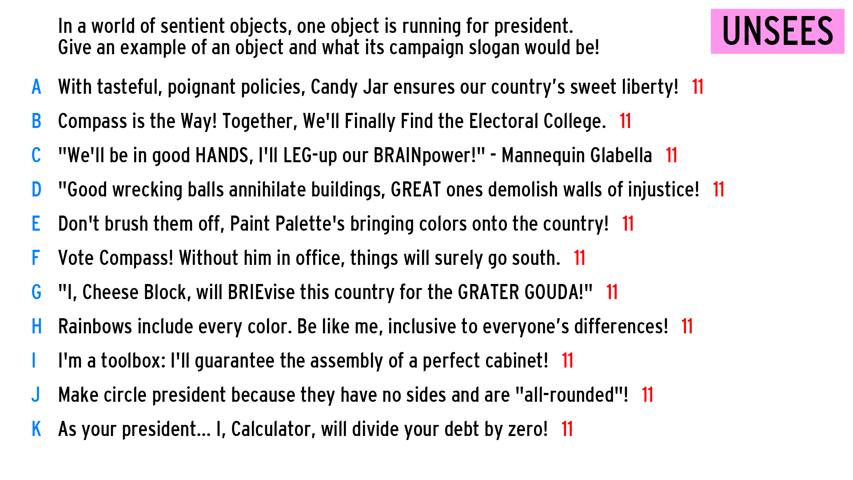 In a world of sentient objects, one object is running for president.
Give an example of an object and what its campaign slogan would be!
UNSEES
A With tasteful, poignant policies, Candy Jar ensures our country's sweet liberty! 11
B Compass is the Way! Together, We'll Finally Find the Electoral College. 11
C "We'll be in good HANDS, I'll LEG-up our BRAINpower!" - Mannequin Glabella 11
D "Good wrecking balls annihilate buildings, GREAT ones demolish walls of injustice! 11
E Don't brush them off, Paint Palette's bringing colors onto the country! 11
F Vote Compass! Without him in office, things will surely go south. 11
G "I, Cheese Block, will BRIEvise this country for the GRATER GOUDA!" 11
H Rainbows include every color. Be like me, inclusive to everyone's differences! 11
I I'm a toolbox: I'll guarantee the assembly of a perfect cabinet! 11
J Make circle president because they have no sides and are "all-rounded"! 11
K As your president... I, Calculator, will divide your debt by zero! 11